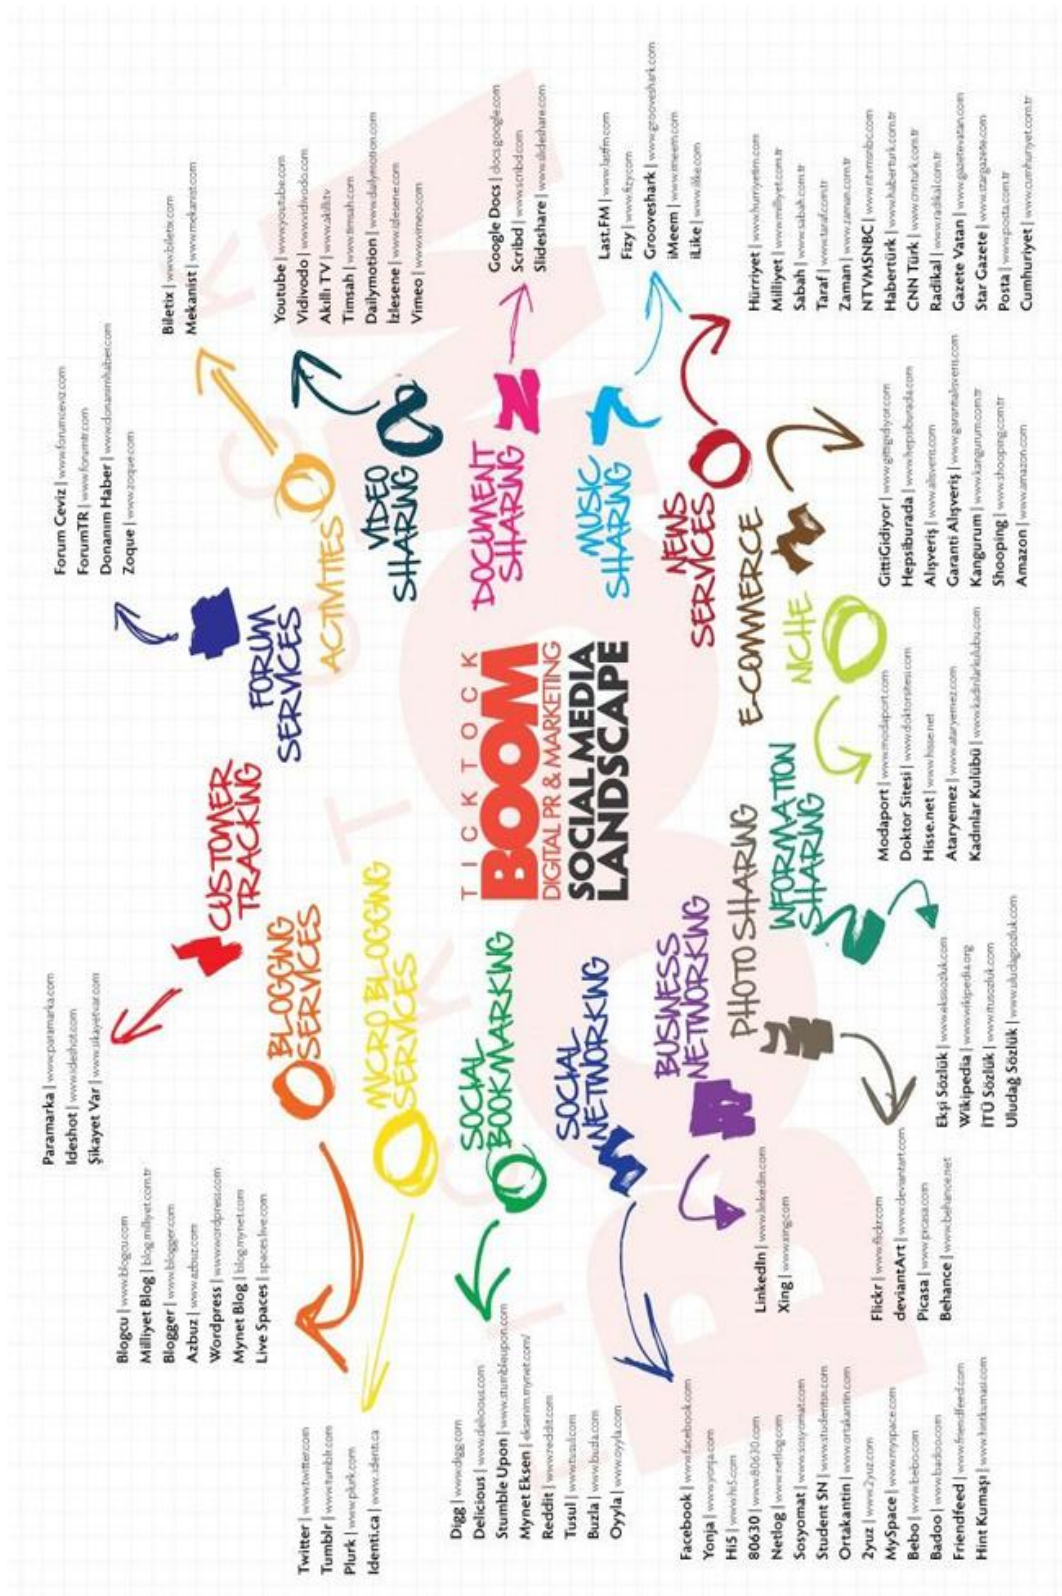 TICKTOCK
BOOM
DIGITAL PR & MARKETING
SOCIALMEDIA
LANDSCAPE
CUSTOMER
TRACKING
Paramarka | www.paramarka.com
Ideshot | www.ideshot.com
Şikayet Var | www.sikayetvar.com
FORUM
SERVICES
Forum Ceviz | www.forumceviz.com
ForumTR | www.forumtr.com
Donanım Haber | www.donanimhaber.com
Zoque | www.zoque.com
ACTIVITIES
Biletix | www.biletix.com
Mekanist | www.mekanist.com
VIDEO
SHARING
Youtube | www.youtube.com
Vidivodo | www.vidivodo.com
Akıllı TV | www.akilli.tv
Timsah | www.timsah.com
Dailymotion | www.dailymotion.com
İzlesene | www.izlesene.com
Vimeo | www.vimeo.com
DOCUMENT
SHARING
Google Docs | docs.google.com
Scribd | www.scribd.com
Slideshare | www.slideshare.com
MUSIC
SHARING
Last.FM | www.lastfm.com
Fizy | www.fizy.com
Grooveshark | www.grooveshark.com
iMeem | www.imeem.com
iLike | www.ilike.com
NEWS
SERVICES
Hürriyet | www.hurriyetim.com
Milliyet | www.milliyet.com.tr
Sabah | www.sabah.com.tr
Taraf | www.taraf.com.tr
Zaman | www.zaman.com.tr
NTVMSNBC | www.ntvmsnbc.com
Habertürk | www.haberturk.com.tr
CNN Türk | www.cnnturk.com.tr
Radikal | www.radikal.com.tr
Gazete Vatan | www.gazetevatan.com
Star Gazete | www.stargazete.com
Posta | www.posta.com.tr
Cumhuriyet | www.cumhuriyet.com.tr
E-COMMERCE
GittiGidiyor | www.gittigidiyor.com
Hepsiburada | www.hepsiburada.com
Alışveriş | www.alisveris.com
Garanti Alışveriş | www.garantialisveris.com
Kangurum | www.kangurum.com.tr
Shooping | www.shooping.com.tr
Amazon | www.amazon.com
NICHE
Modaport | www.modaport.com
Doktor Sitesi | www.doktorsitesi.com
Hisse.net | www.hisse.net
Ataryemez | www.ataryemez.com
Kadınlar Kulübü | www.kadinlarkulubu.com
INFORMATION
SHARING
Ekşi Sözlük | www.eksisozluk.com
Wikipedia | www.wikipedia.org
İTÜ Sözlük | www.itusozluk.com
Uludağ Sözlük | www.uludagsozluk.com
PHOTO SHARING
Flickr | www.flickr.com
deviantArt | www.deviantart.com
Picasa | www.picasa.com
Behance | www.behance.net
BUSINESS
NETWORKING
LinkedIn | www.linkedin.com
Xing | www.xing.com
SOCIAL
NETWORKING
Facebook | www.facebook.com
Yonja | www.yonja.com
Hi5 | www.hi5.com
80630 | www.80630.com
Netlog | www.netlog.com
Sosyomat | www.sosyomat.com
Student SN | www.studentsn.com
Ortakantin | www.ortakantin.com
2yuz | www.2yuz.com
MySpace | www.myspace.com
Bebo | www.bebo.com
Badoo | www.badoo.com
Friendfeed | www.friendfeed.com
Hint Kumaşı | www.hintkumasi.com
SOCIAL
BOOKMARKING
Digg | www.digg.com
Delicious | www.delicious.com
Stumble Upon | www.stumbleupon.com
Mynet Eksen | eksenim.mynet.com/
Reddit | www.reddit.com
Tusul | www.tusul.com
Buzla | www.buzla.com
Oyyla | www.oyyla.com
MICRO BLOGGING
SERVICES
Twitter | www.twitter.com
Tumblr | www.tumblr.com
Plurk | www.plurk.com
Identi.ca | www.identi.ca
BLOGGING
SERVICES
Blogcu | www.blogcu.com
Milliyet Blog | blog.milliyet.com.tr
Blogger | www.blogger.com
Azbuz | www.azbuz.com
Wordpress | www.wordpress.com
Mynet Blog | blog.mynet.com
Live Spaces | spaces.live.com